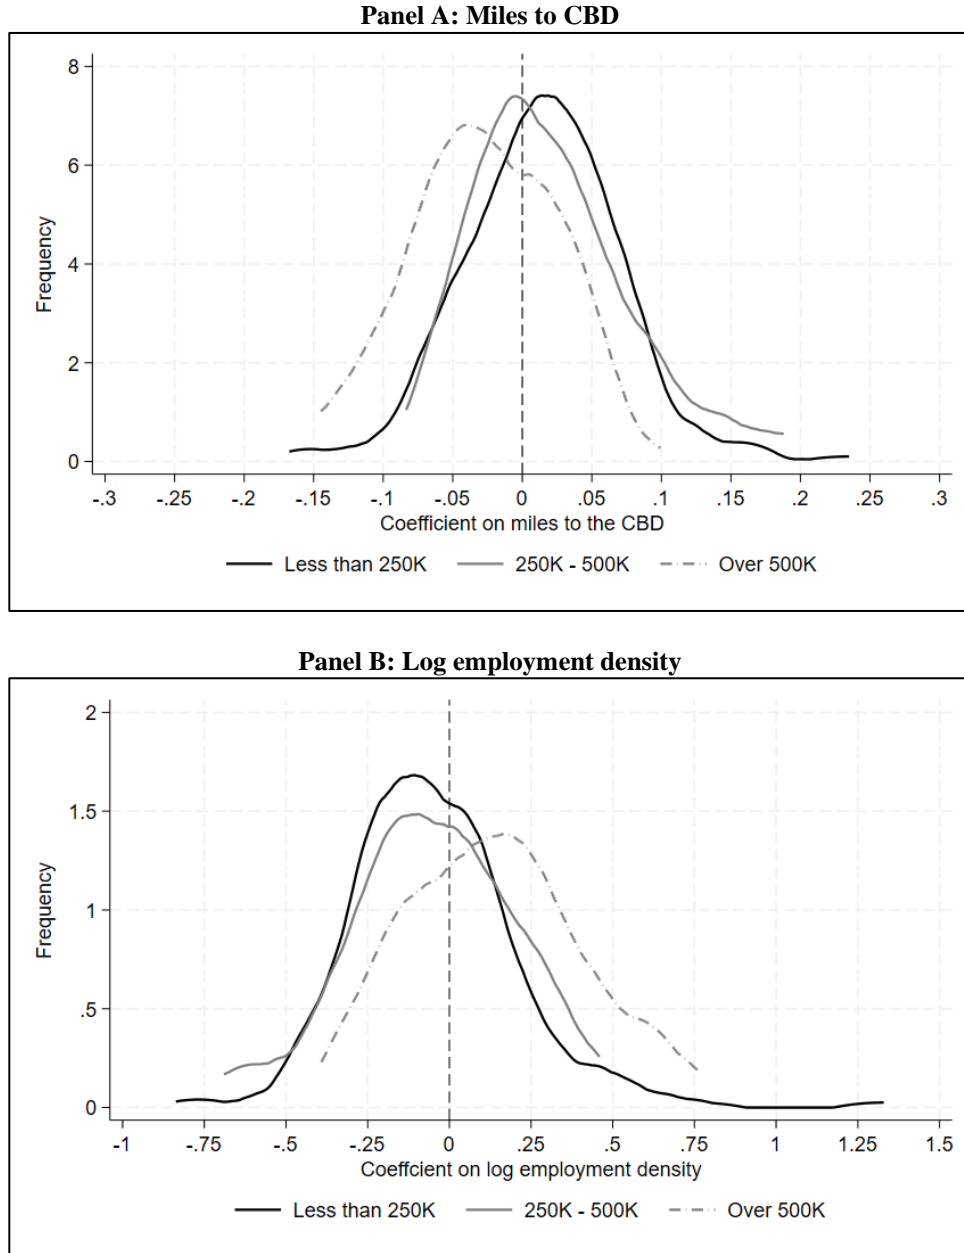 Panel A: Miles to CBD
8
6
4
2
0
Frequency
-.3 -.25 -.2 -.15 -.1 -.05 0 .05 .1 .15 .2 .25 .3
Coefficient on miles to the CBD
Less than 250K 250K - 500K Over 500K
Panel B: Log employment density
2
1.5
1
.5
0
Frequency
-1 -.75 -.5 -.25 0 .25 .5 .75 1 1.25 1.5
Coeffcient on log employment density
Less than 250K 250K - 500K Over 500K